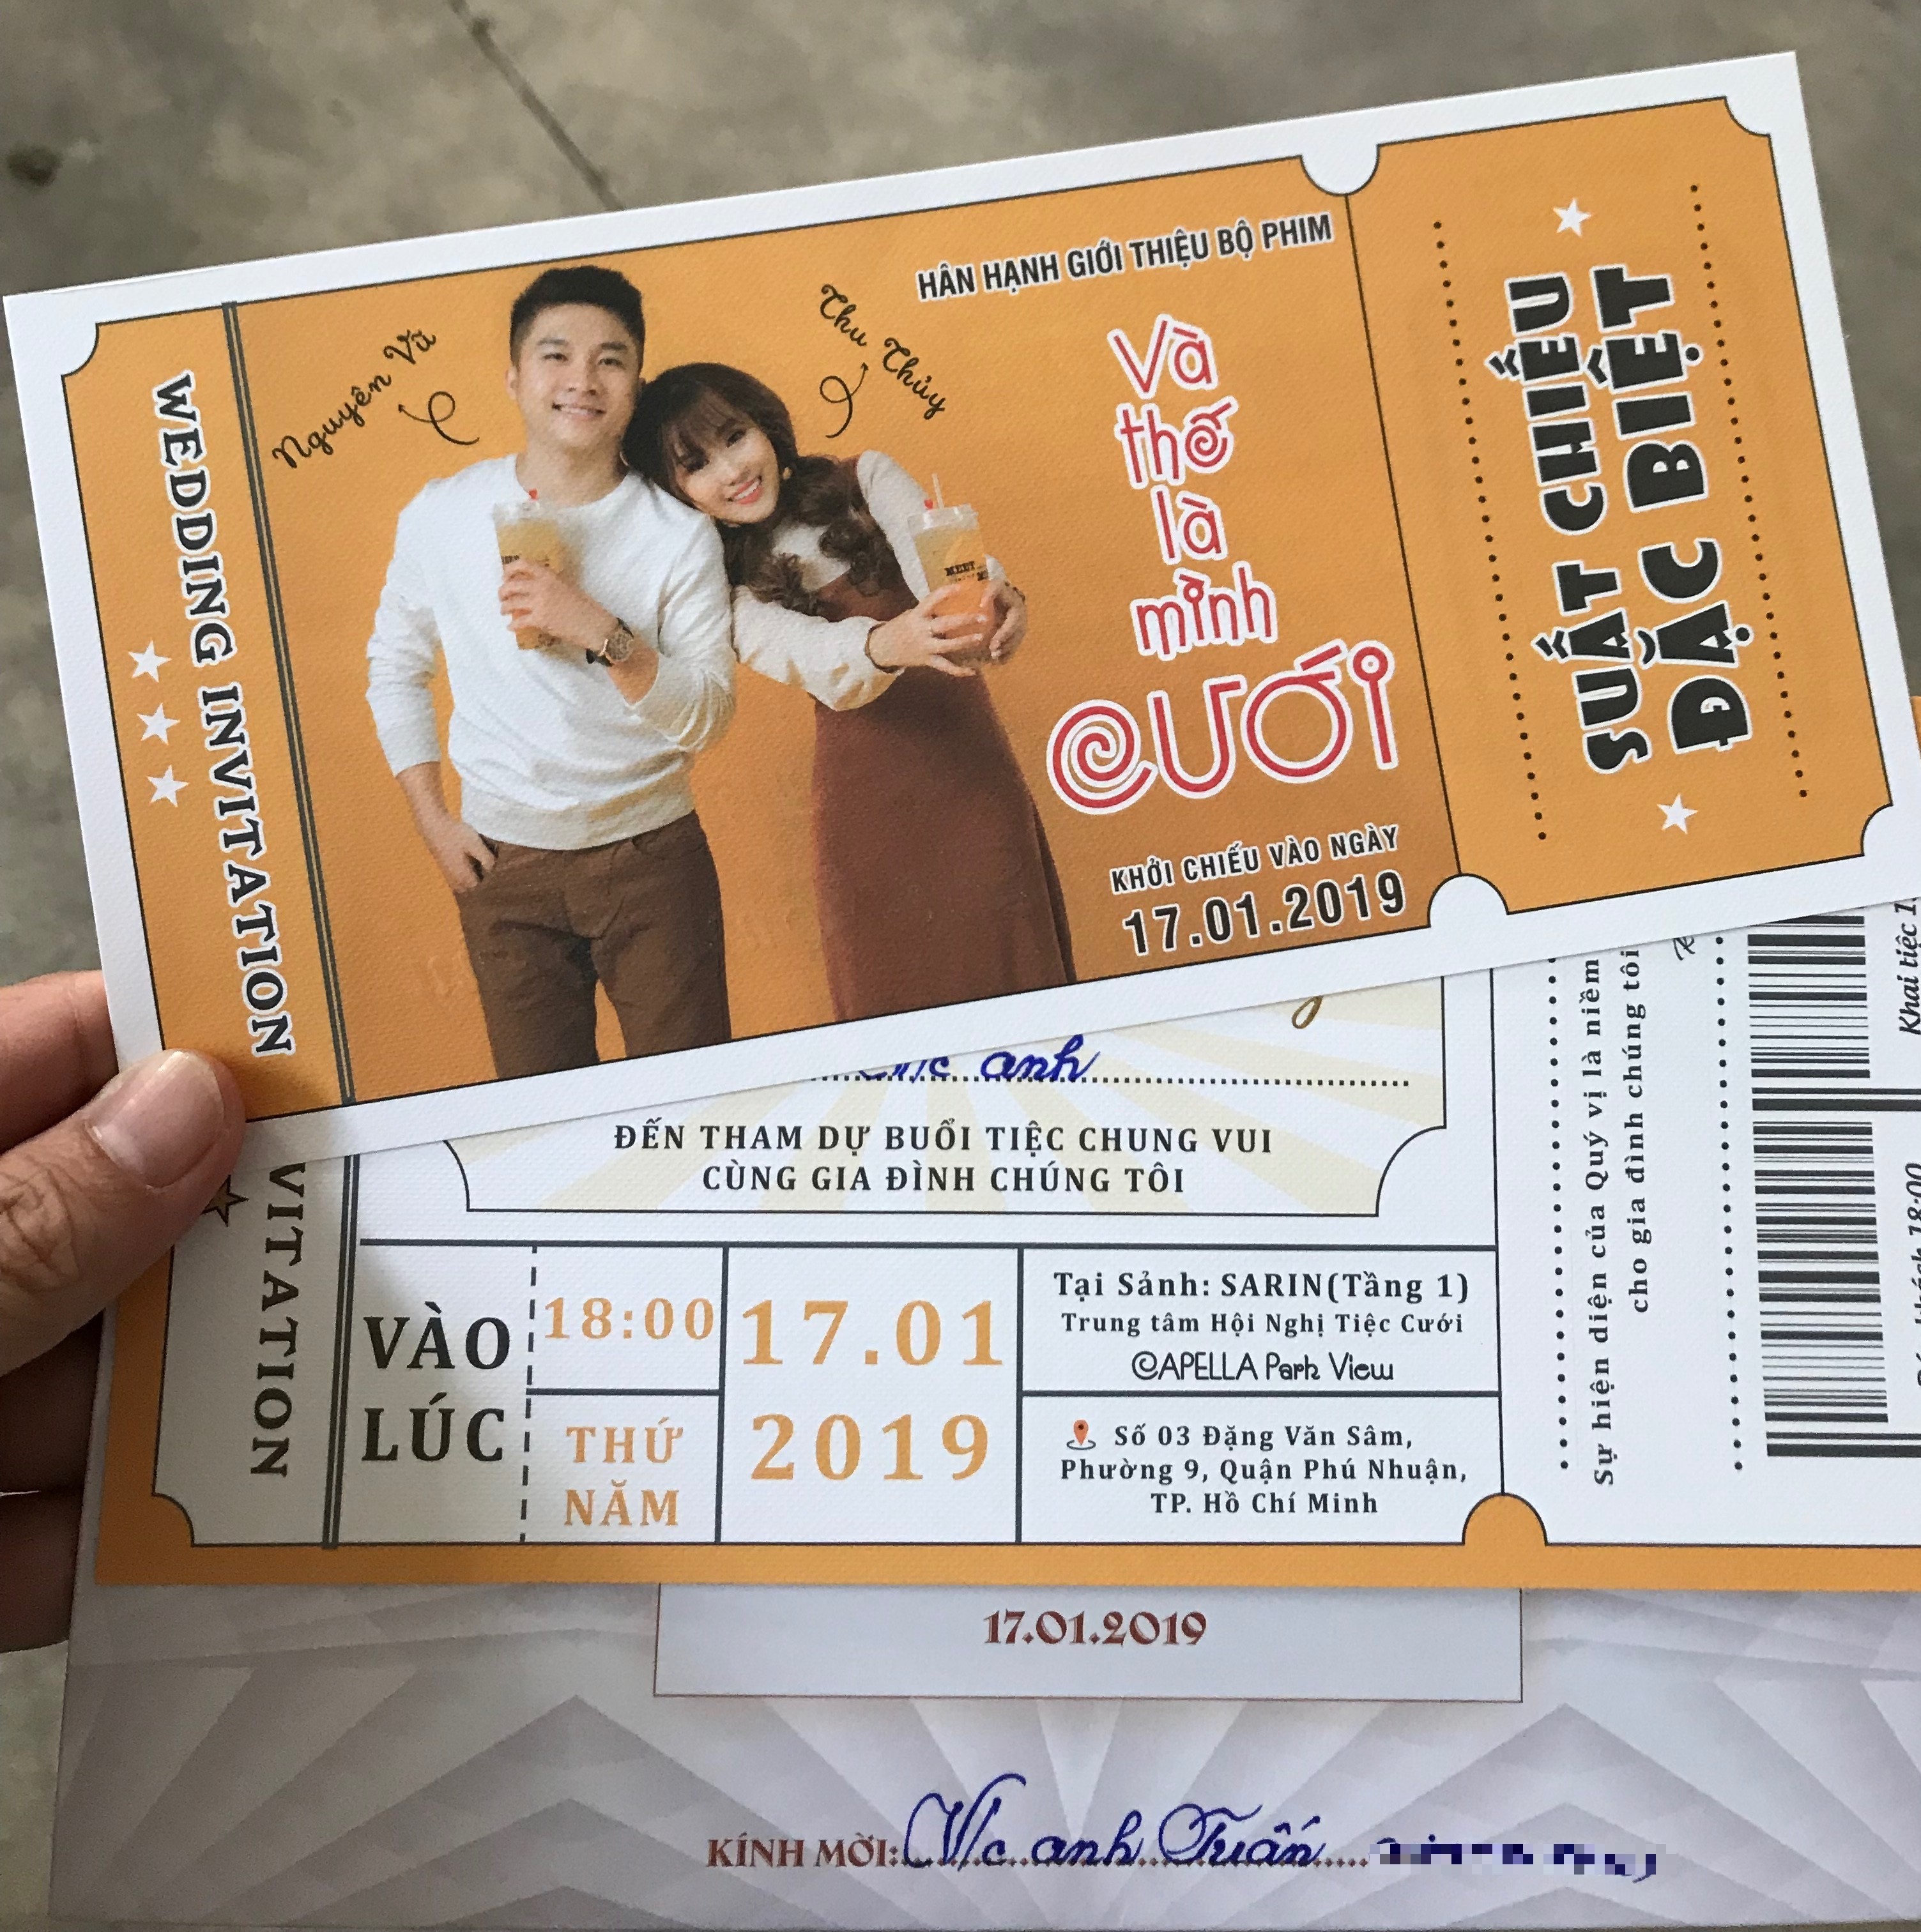 HÂN HẠNH GIỚI THIỆU BỘ PHIM
Nguyên Vũ
Thu Thủy
WEDDING INVITATION
Và
thế
là
mình
CƯỚI
KHỞI CHIẾU VÀO NGÀY
17.01.2019
SUẤT CHIẾU
ĐẶC BIỆT
MEET
V/c anh
ĐẾN THAM DỰ BUỔI TIỆC CHUNG VUI
CÙNG GIA ĐÌNH CHÚNG TÔI
VITATION
VÀO
LÚC
18:00
THỨ
NĂM
17.01
2019
Tại Sảnh: SARIN(Tầng 1)
Trung tâm Hội Nghị Tiệc Cưới
CAPELLA Park View
Số 03 Đặng Văn Sâm,
Phường 9, Quận Phú Nhuận,
TP. Hồ Chí Minh
Sự hiện diện của Quý vị là niềm
cho gia đình chúng tôi
Khai tiệc
khách 18:00
17.01.2019
KÍNH MỜI: V/c anh Tuấn